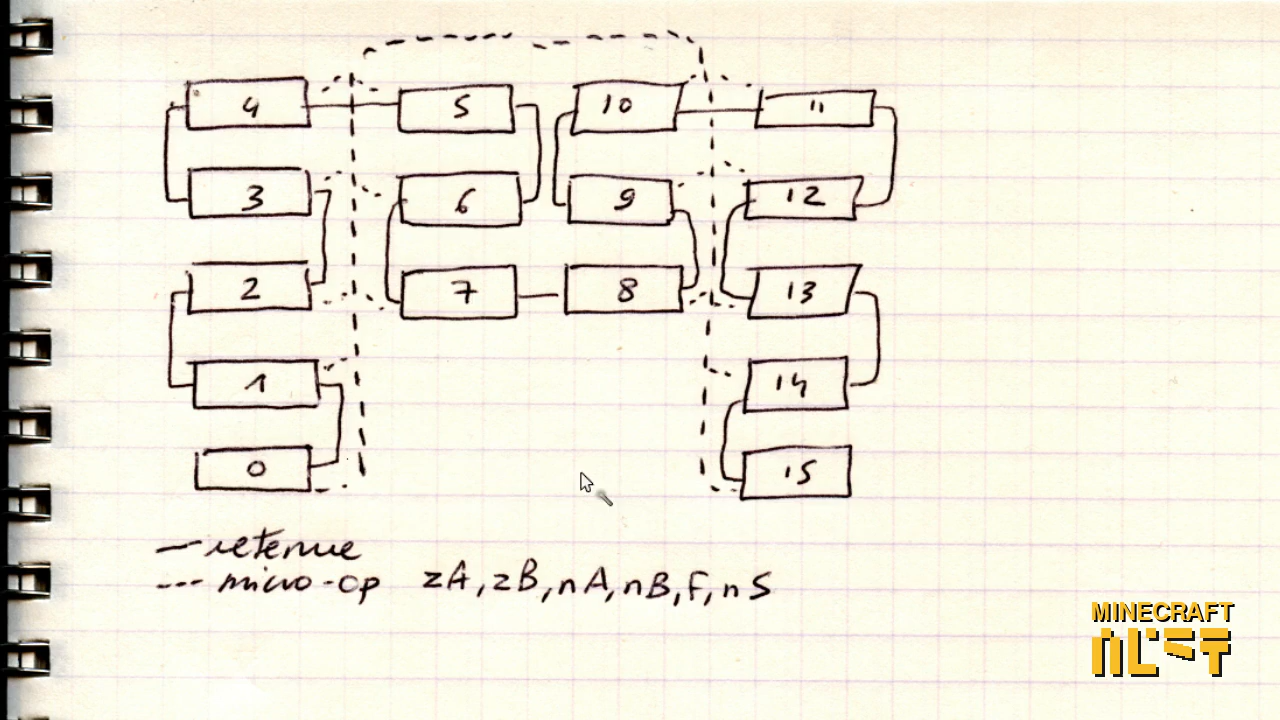 4 5 10 11
3 6 9 12
2 7 8 13
1 14
0 15
— retenue
--- micro-op zA, zB, nA, nB, F, nS
MINECRAFT